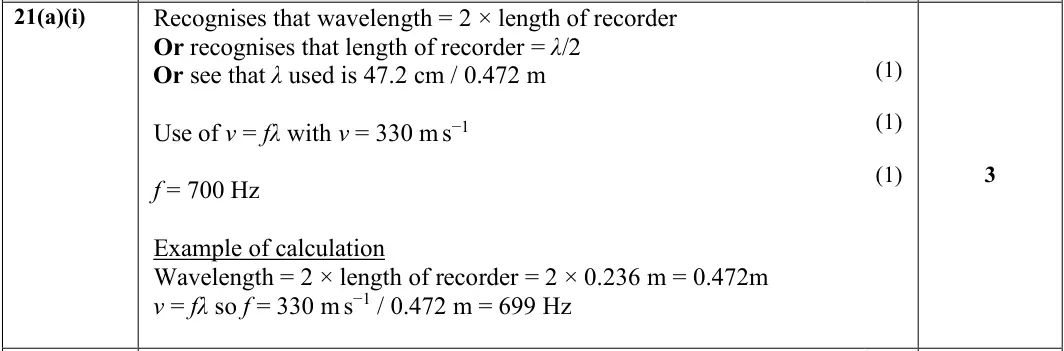 21(a)(i)
Recognises that wavelength = 2 × length of recorder
Or recognises that length of recorder = λ/2
Or see that λ used is 47.2 cm / 0.472 m (1)
Use of v = fλ with v = 330 m s⁻¹ (1)
f = 700 Hz (1)
3
Example of calculation
Wavelength = 2 × length of recorder = 2 × 0.236 m = 0.472m
v = fλ so f = 330 m s⁻¹ / 0.472 m = 699 Hz